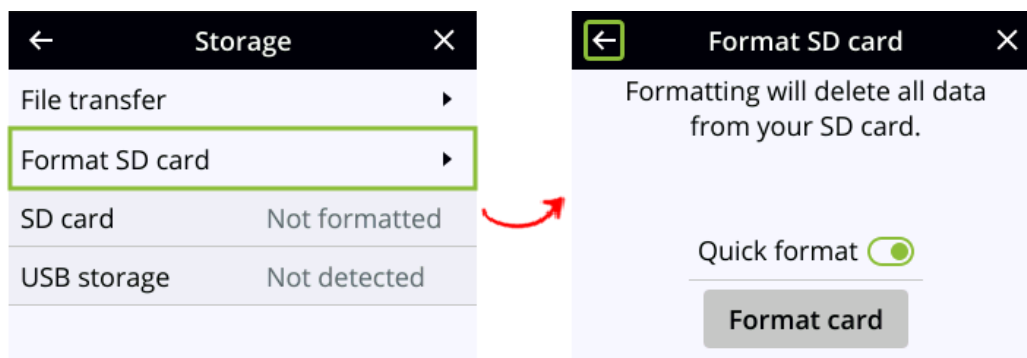 Storage
File transfer
Format SD card
SD card Not formatted
USB storage Not detected
Format SD card
Formatting will delete all data
from your SD card.
Quick format
Format card